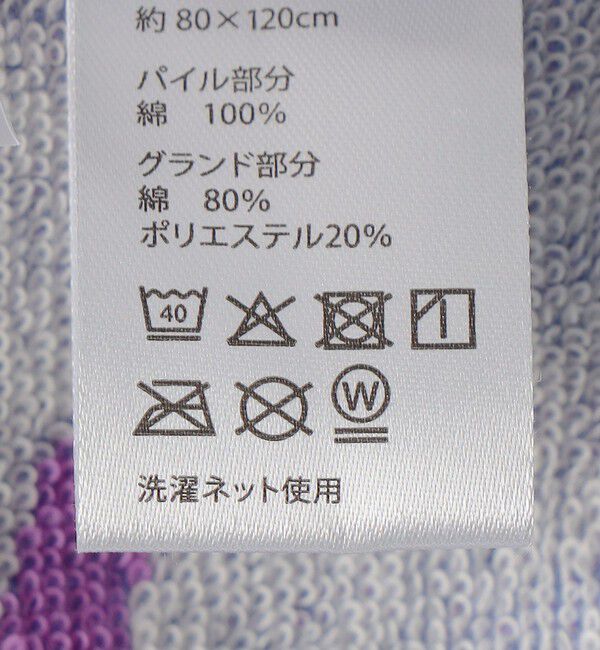 約 80×120cm
パイル部分
綿　100%
グランド部分
綿　80%
ポリエステル20%
40
W
洗濯ネット使用